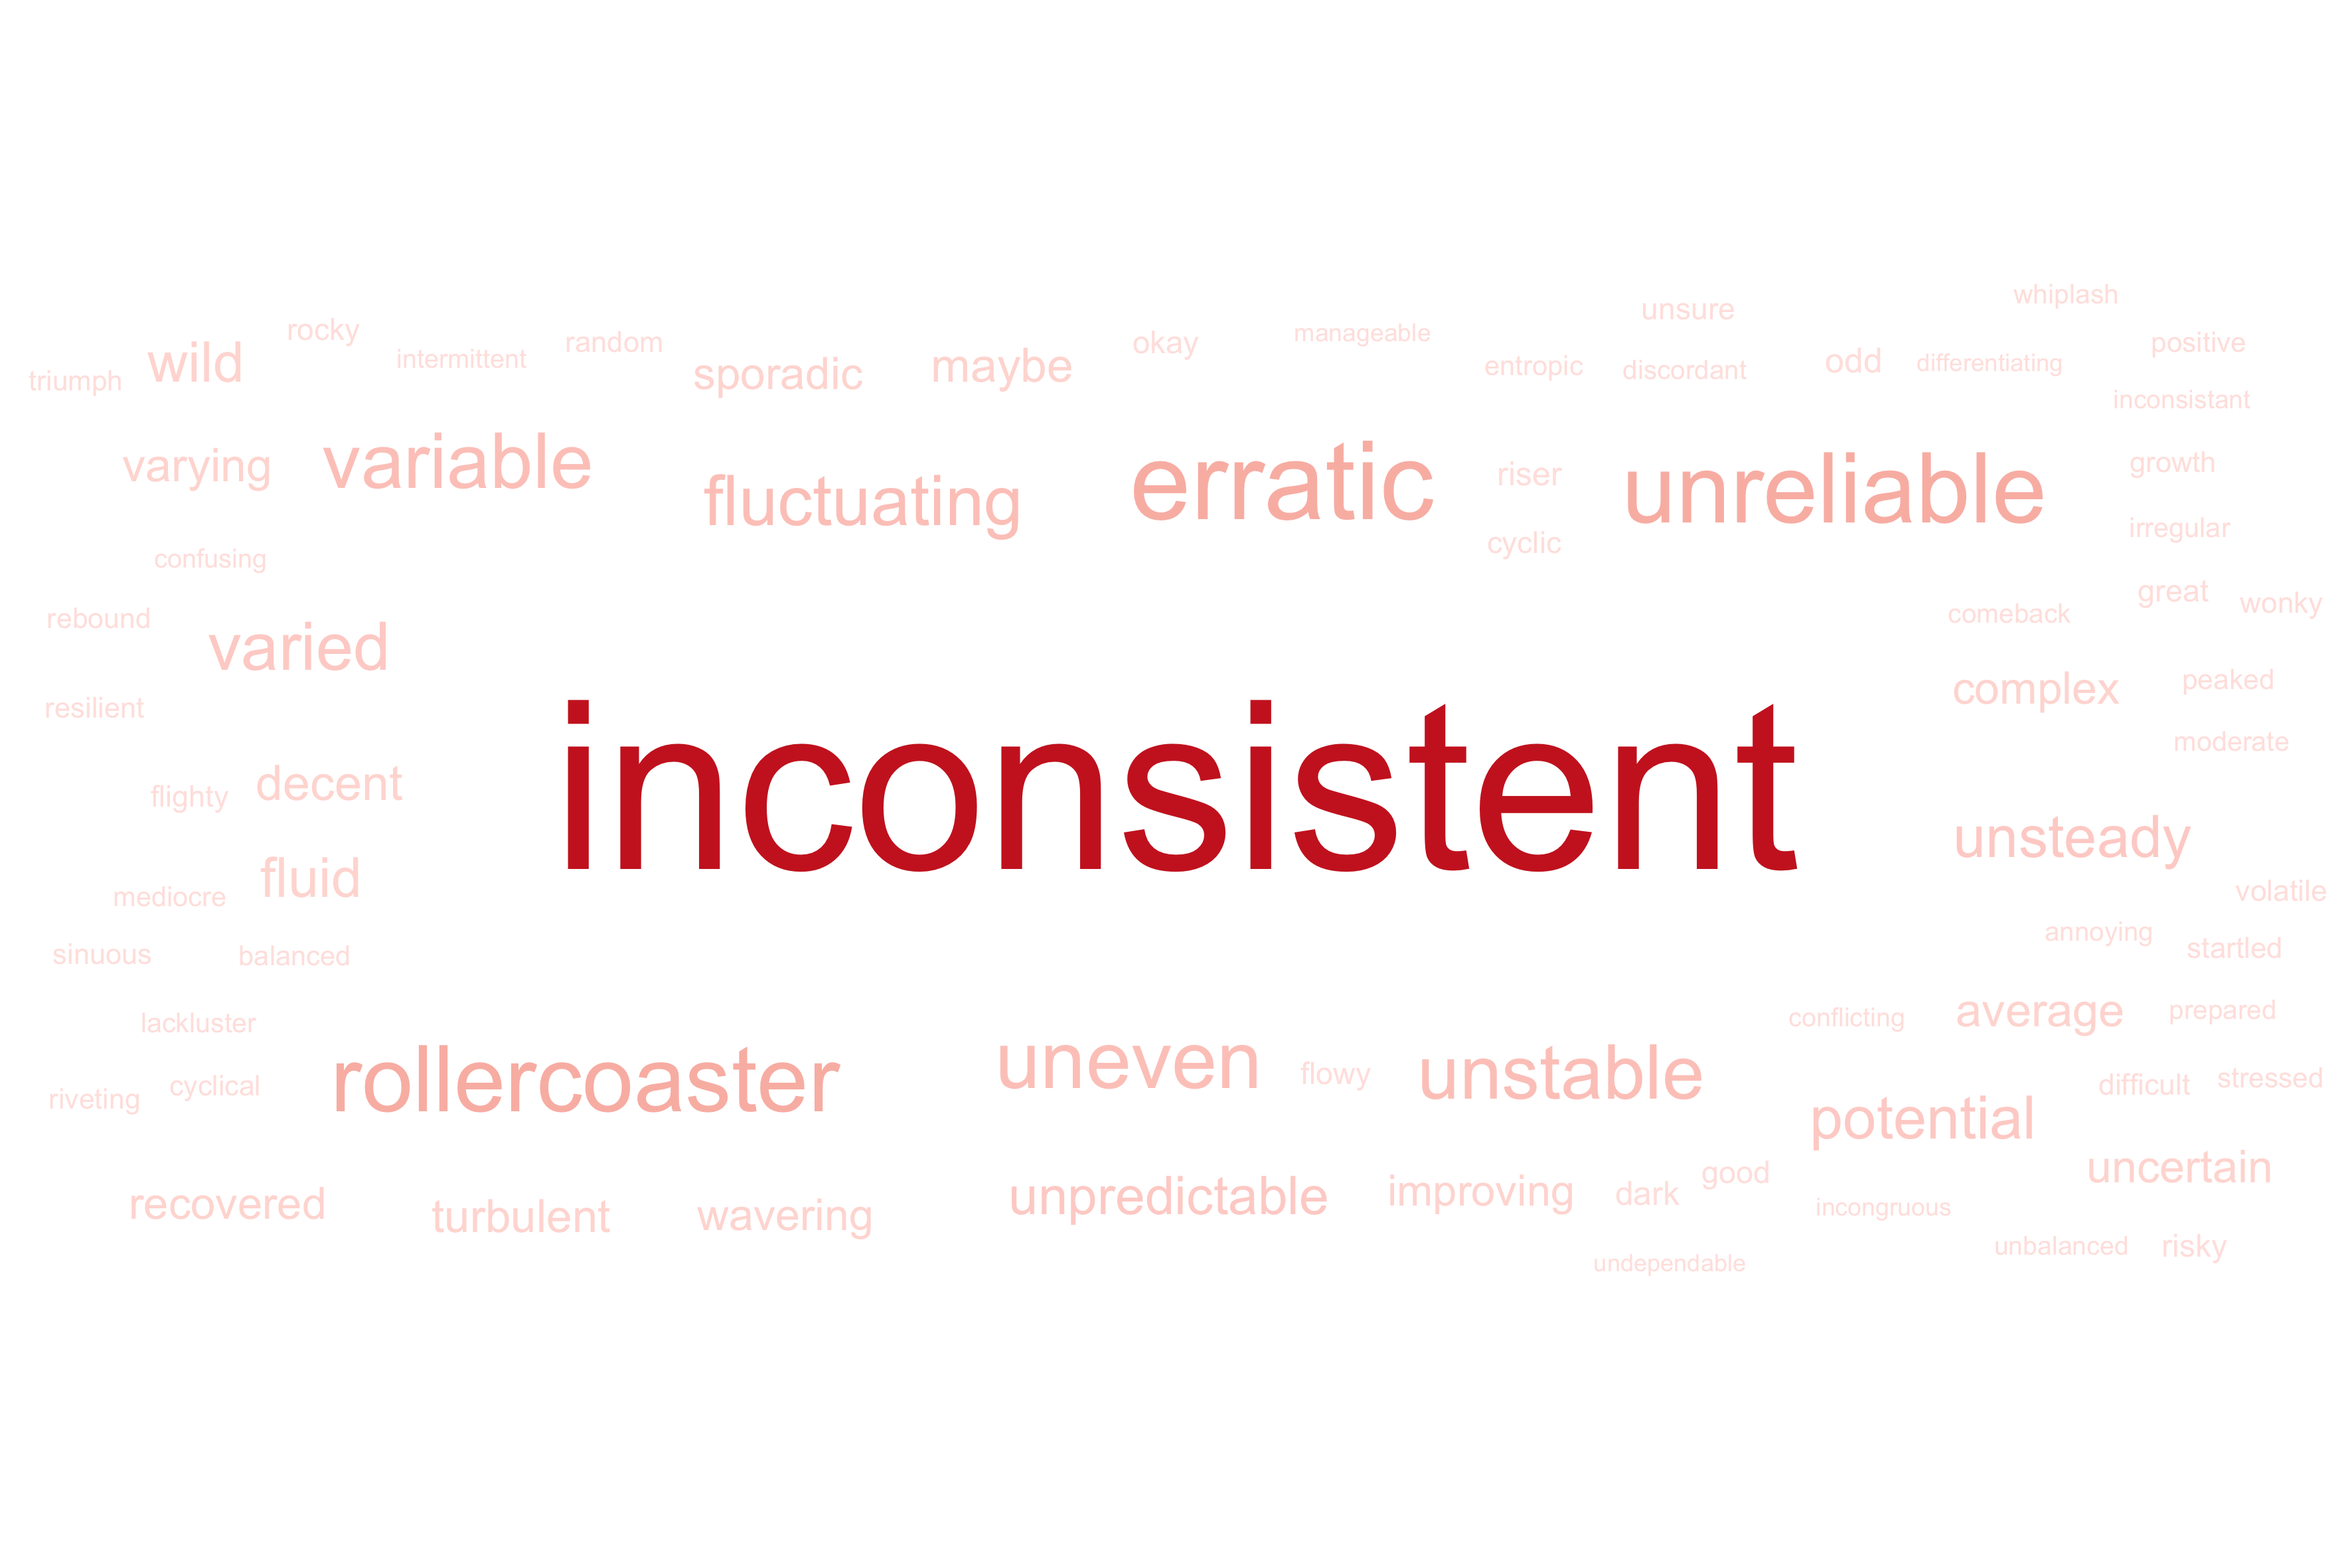 whiplash
unsure
rocky
random
okay
manageable
positive
wild
intermittent
sporadic
maybe
entropic
discordant
odd
differentiating
triumph
inconsistant
varying
variable
fluctuating
erratic
riser
unreliable
growth
cyclic
irregular
confusing
great
wonky
rebound
comeback
varied
resilient
complex
peaked
moderate
inconsistent
flighty
decent
unsteady
fluid
mediocre
volatile
annoying
startled
sinuous
balanced
lackluster
conflicting
average
prepared
rollercoaster
uneven
flowy
unstable
riveting
cyclical
difficult
stressed
potential
uncertain
good
recovered
turbulent
wavering
unpredictable
improving
dark
incongruous
unbalanced
risky
undependable